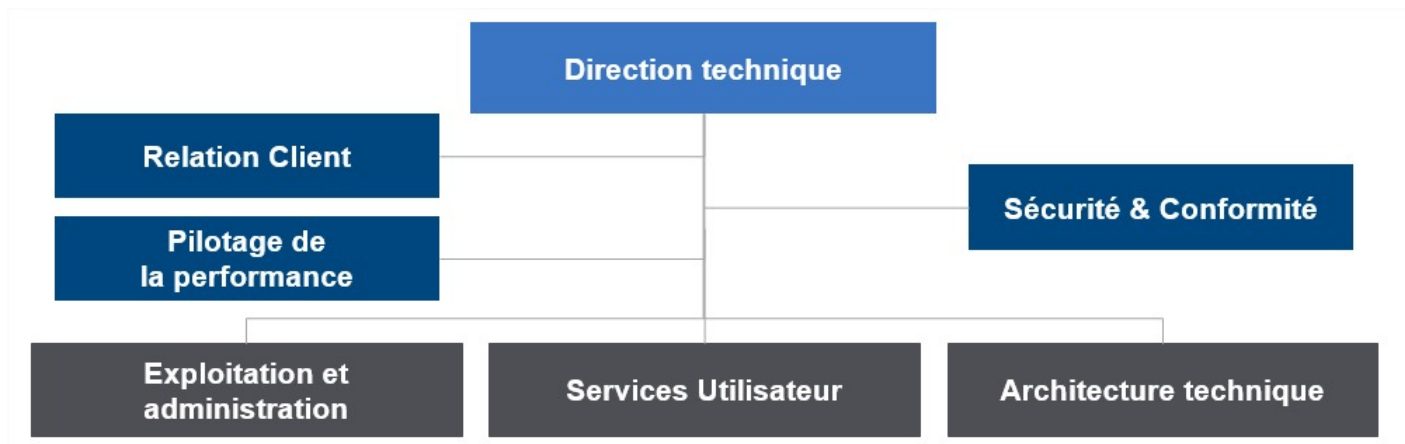 Direction technique
Relation Client
Sécurité & Conformité
Pilotage de
la performance
Exploitation et
administration
Services Utilisateur
Architecture technique